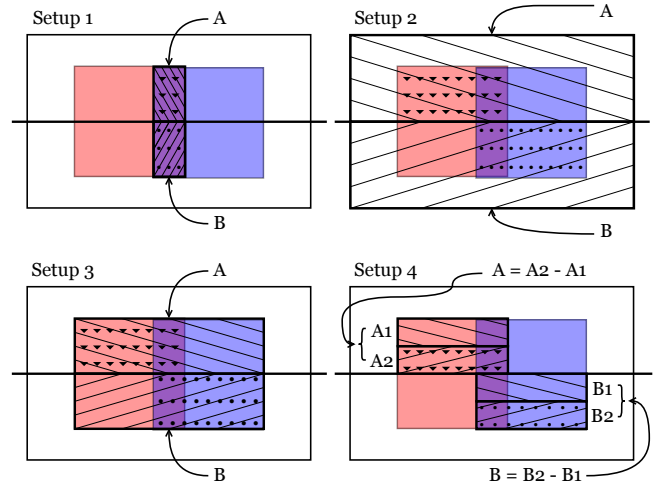 Setup 1
A
B
Setup 2
A
B
Setup 3
A
B
Setup 4
A = A2 - A1
A1
A2
B1
B2
B = B2 - B1